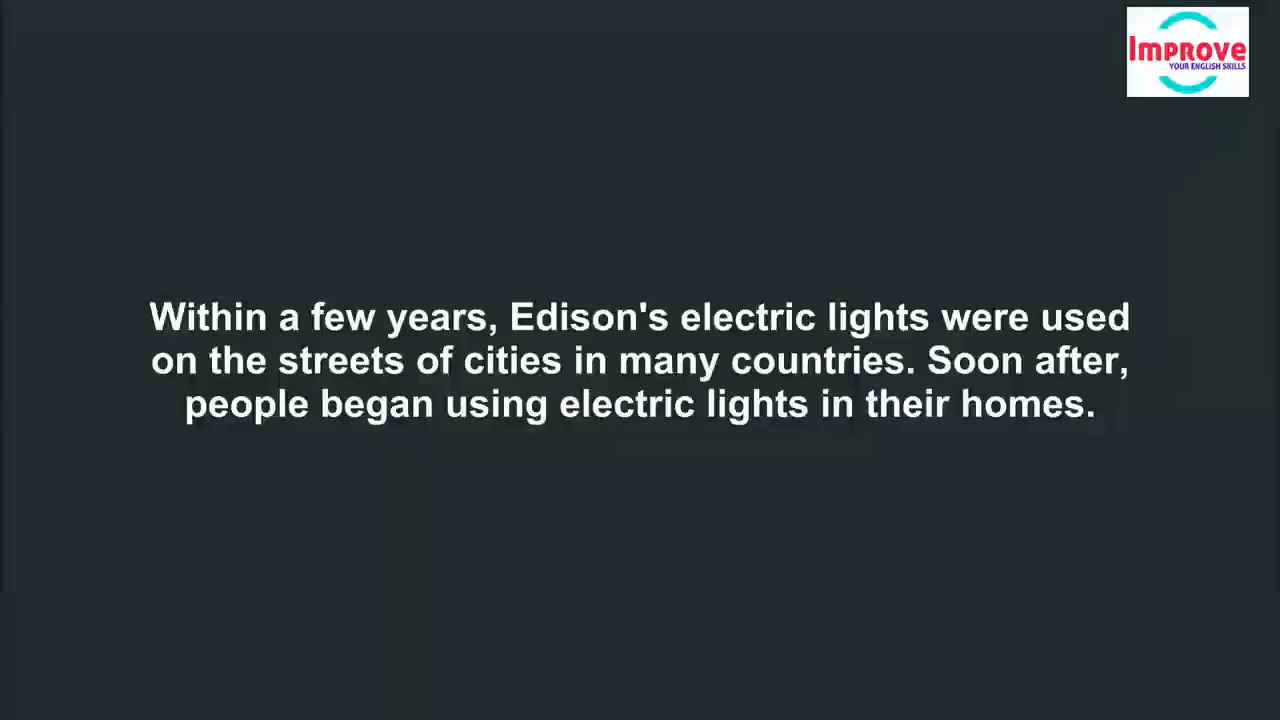 Improve
YOUR ENGLISH SKILLS
Within a few years, Edison's electric lights were used
on the streets of cities in many countries. Soon after,
people began using electric lights in their homes.